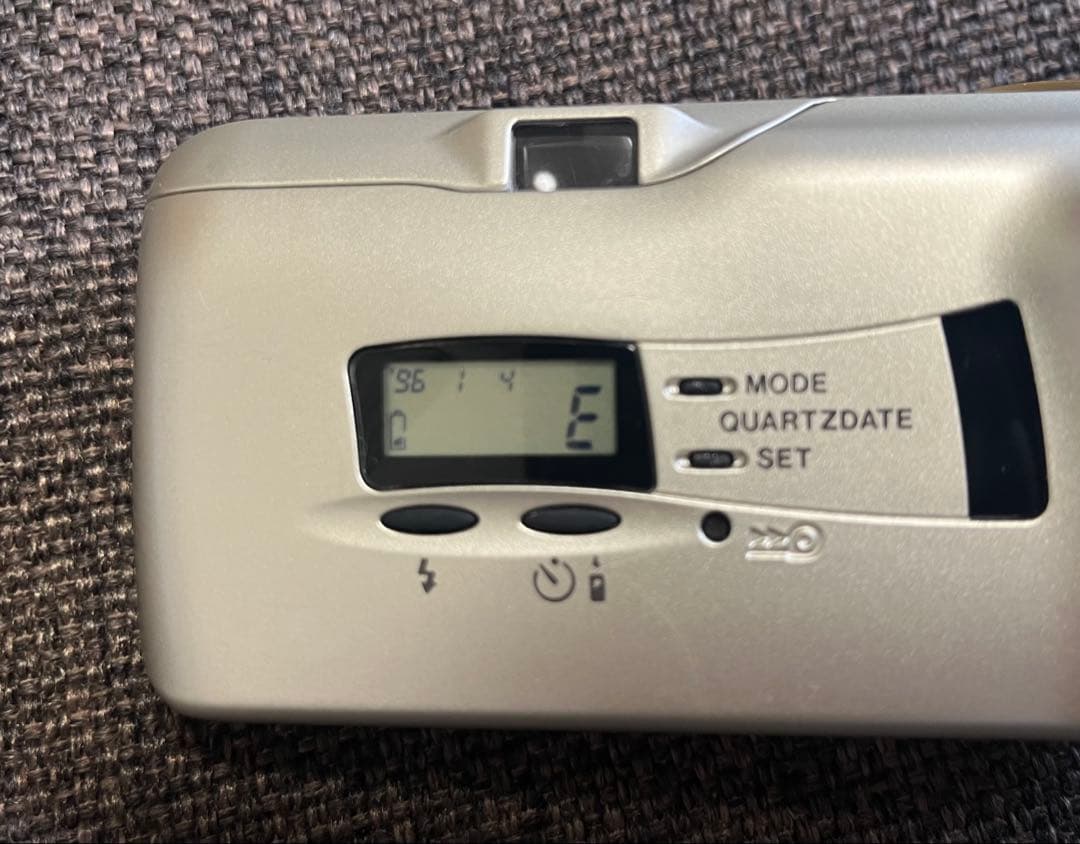 '96 1 4
E
MODE
QUARTZDATE
SET